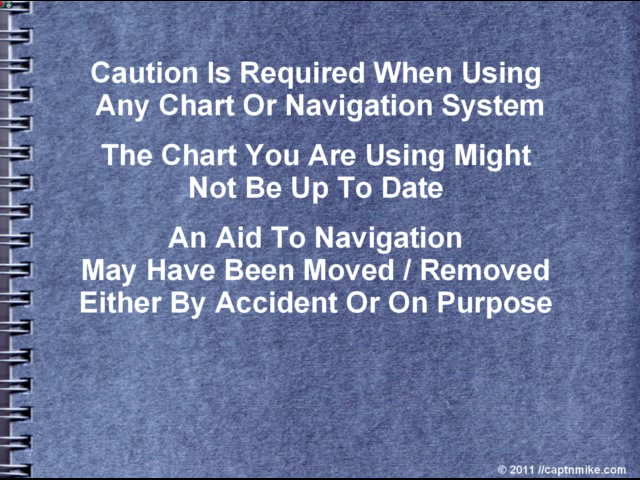 Caution Is Required When Using
Any Chart Or Navigation System
The Chart You Are Using Might
Not Be Up To Date
An Aid To Navigation
May Have Been Moved / Removed
Either By Accident Or On Purpose
© 2011 //captnmike.com